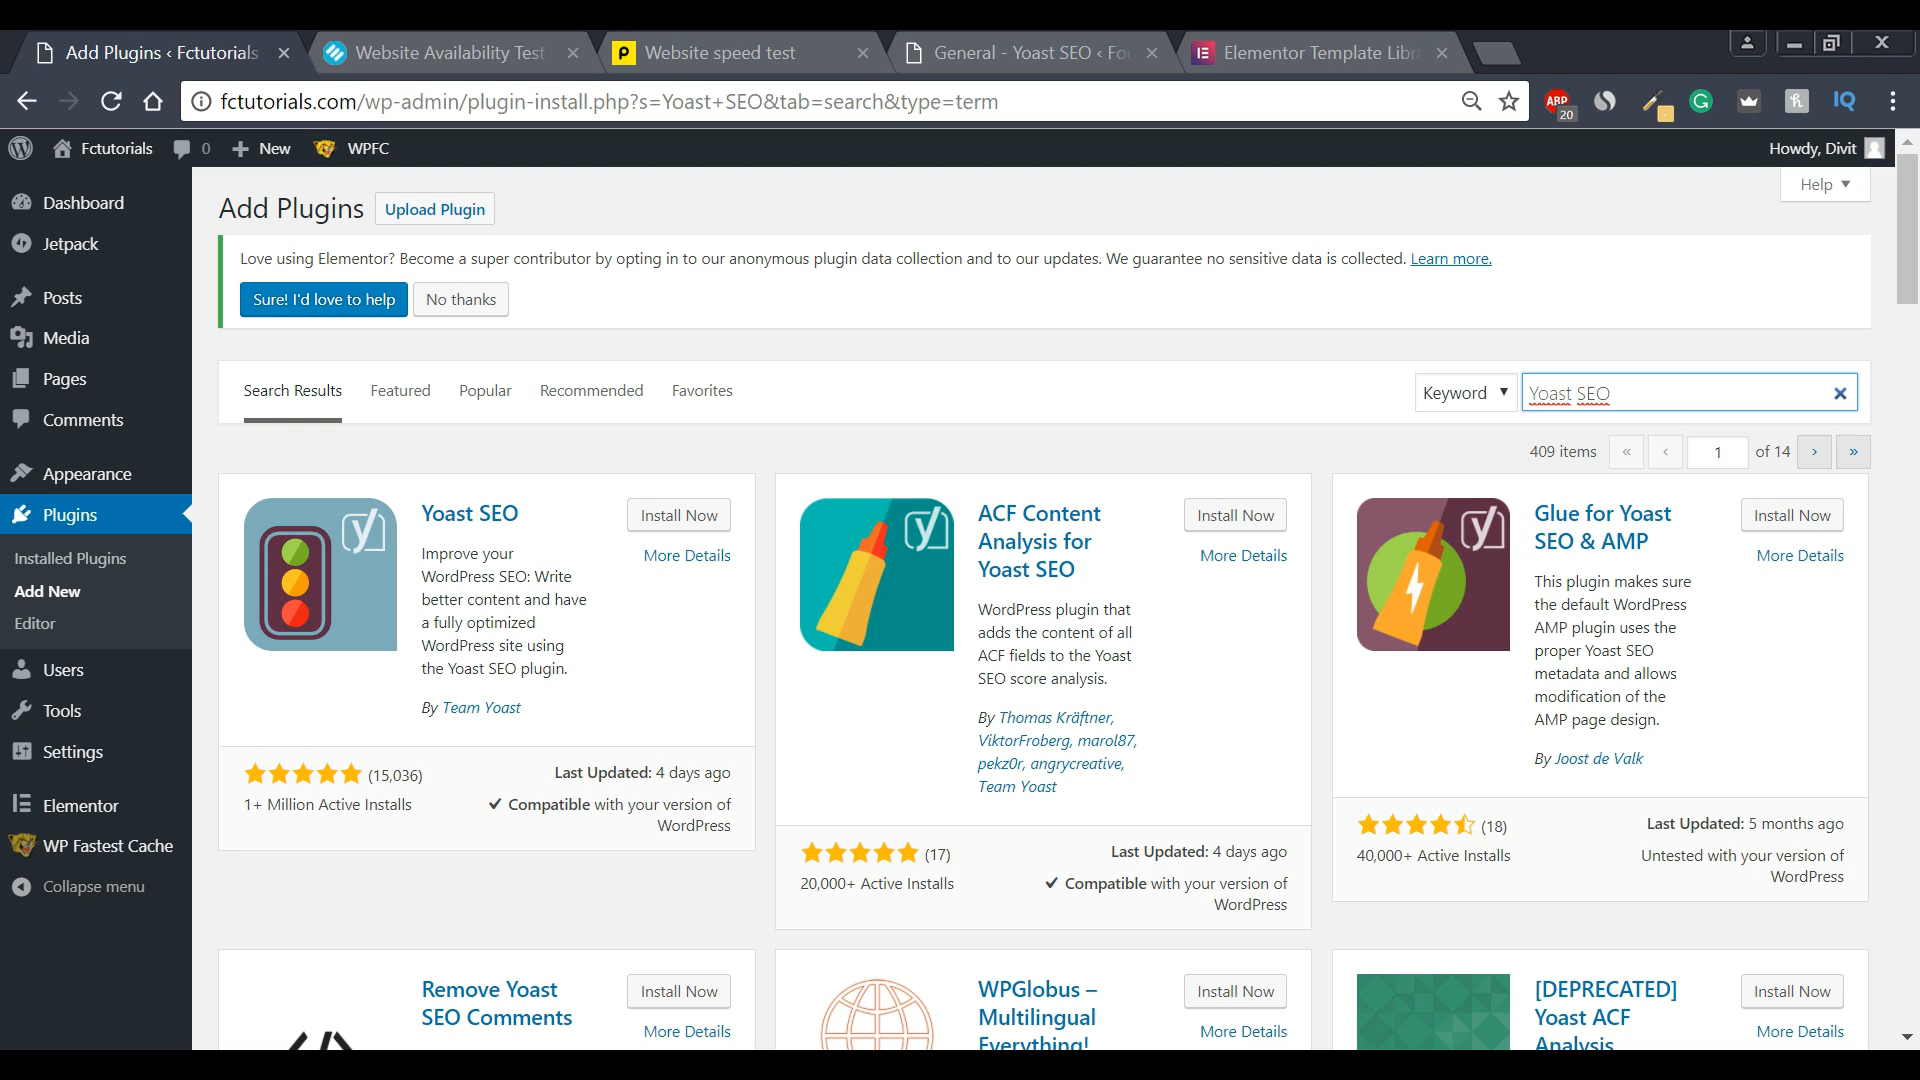 Add Plugins ‹ Fctutorials
Website Availability Test
Website speed test
General - Yoast SEO ‹ Fo
Elementor Template Libr
fctutorials.com/wp-admin/plugin-install.php?s=Yoast+SEO&tab=search&type=term
ABP
20
IQ
Fctutorials
0
New
WPFC
Howdy, Divit
Dashboard
Jetpack
Posts
Media
Pages
Comments
Appearance
Plugins
Installed Plugins
Add New
Editor
Users
Tools
Settings
Elementor
WP Fastest Cache
Collapse menu
Help ▼
Add Plugins
Upload Plugin
Love using Elementor? Become a super contributor by opting in to our anonymous plugin data collection and to our updates. We guarantee no sensitive data is collected. Learn more.
Sure! I'd love to help
No thanks
Search Results
Featured
Popular
Recommended
Favorites
Keyword ▼
Yoast SEO
409 items
«
‹
1
of 14
›
»
Yoast SEO
Install Now
More Details
Improve your
WordPress SEO: Write
better content and have
a fully optimized
WordPress site using
the Yoast SEO plugin.
By Team Yoast
(15,036)
1+ Million Active Installs
Last Updated: 4 days ago
✓ Compatible with your version of
WordPress
ACF Content
Analysis for
Yoast SEO
Install Now
More Details
WordPress plugin that
adds the content of all
ACF fields to the Yoast
SEO score analysis.
By Thomas Kräftner,
ViktorFroberg, marol87,
pekz0r, angrycreative,
Team Yoast
(17)
20,000+ Active Installs
Last Updated: 4 days ago
✓ Compatible with your version of
WordPress
Glue for Yoast
SEO & AMP
Install Now
More Details
This plugin makes sure
the default WordPress
AMP plugin uses the
proper Yoast SEO
metadata and allows
modification of the
AMP page design.
By Joost de Valk
(18)
40,000+ Active Installs
Last Updated: 5 months ago
Untested with your version of
WordPress
Remove Yoast
SEO Comments
Install Now
More Details
WPGlobus –
Multilingual
Everything!
Install Now
More Details
[DEPRECATED]
Yoast ACF
Analysis
Install Now
More Details